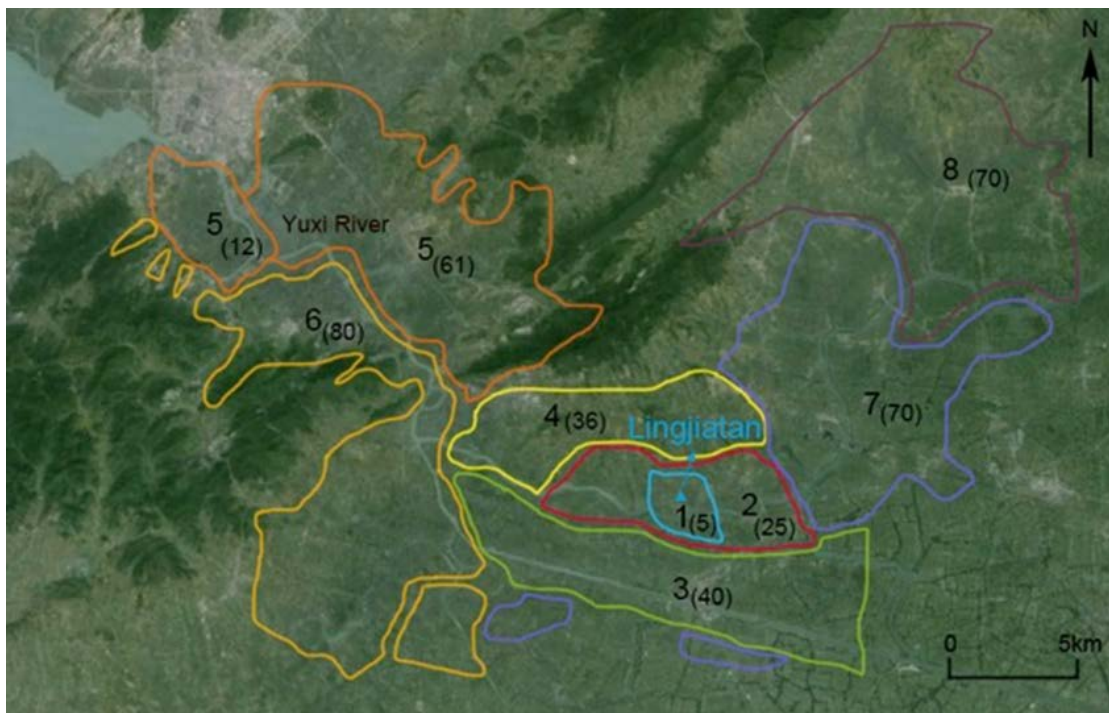 N
8 (70)
5 (12)
Yuxi River
5 (61)
6 (80)
7 (70)
4 (36)
Lingjiatan
1 (5)
2 (25)
3 (40)
0 5km